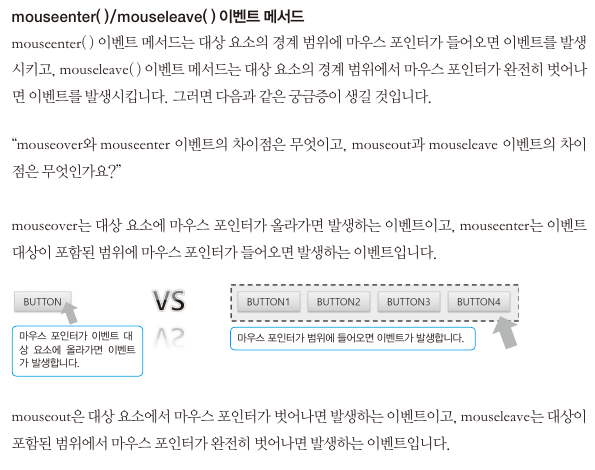 mouseenter( )/mouseleave( ) 이벤트 메서드
mouseenter( ) 이벤트 메서드는 대상 요소의 경계 범위에 마우스 포인터가 들어오면 이벤트를 발생
시키고, mouseleave( ) 이벤트 메서드는 대상 요소의 경계 범위에서 마우스 포인터가 완전히 벗어나
면 이벤트를 발생시킵니다. 그러면 다음과 같은 궁금증이 생길 것입니다.
“mouseover와 mouseenter 이벤트의 차이점은 무엇이고, mouseout과 mouseleave 이벤트의 차이
점은 무엇인가요?”
mouseover는 대상 요소에 마우스 포인터가 올라가면 발생하는 이벤트이고, mouseenter는 이벤트
대상이 포함된 범위에 마우스 포인터가 들어오면 발생하는 이벤트입니다.
BUTTON
마우스 포인터가 이벤트 대
상 요소에 올라가면 이벤트
가 발생합니다.
VS
BUTTON1 BUTTON2 BUTTON3 BUTTON4
마우스 포인터가 범위에 들어오면 이벤트가 발생합니다.
mouseout은 대상 요소에서 마우스 포인터가 벗어나면 발생하는 이벤트이고, mouseleave는 대상이
포함된 범위에서 마우스 포인터가 완전히 벗어나면 발생하는 이벤트입니다.